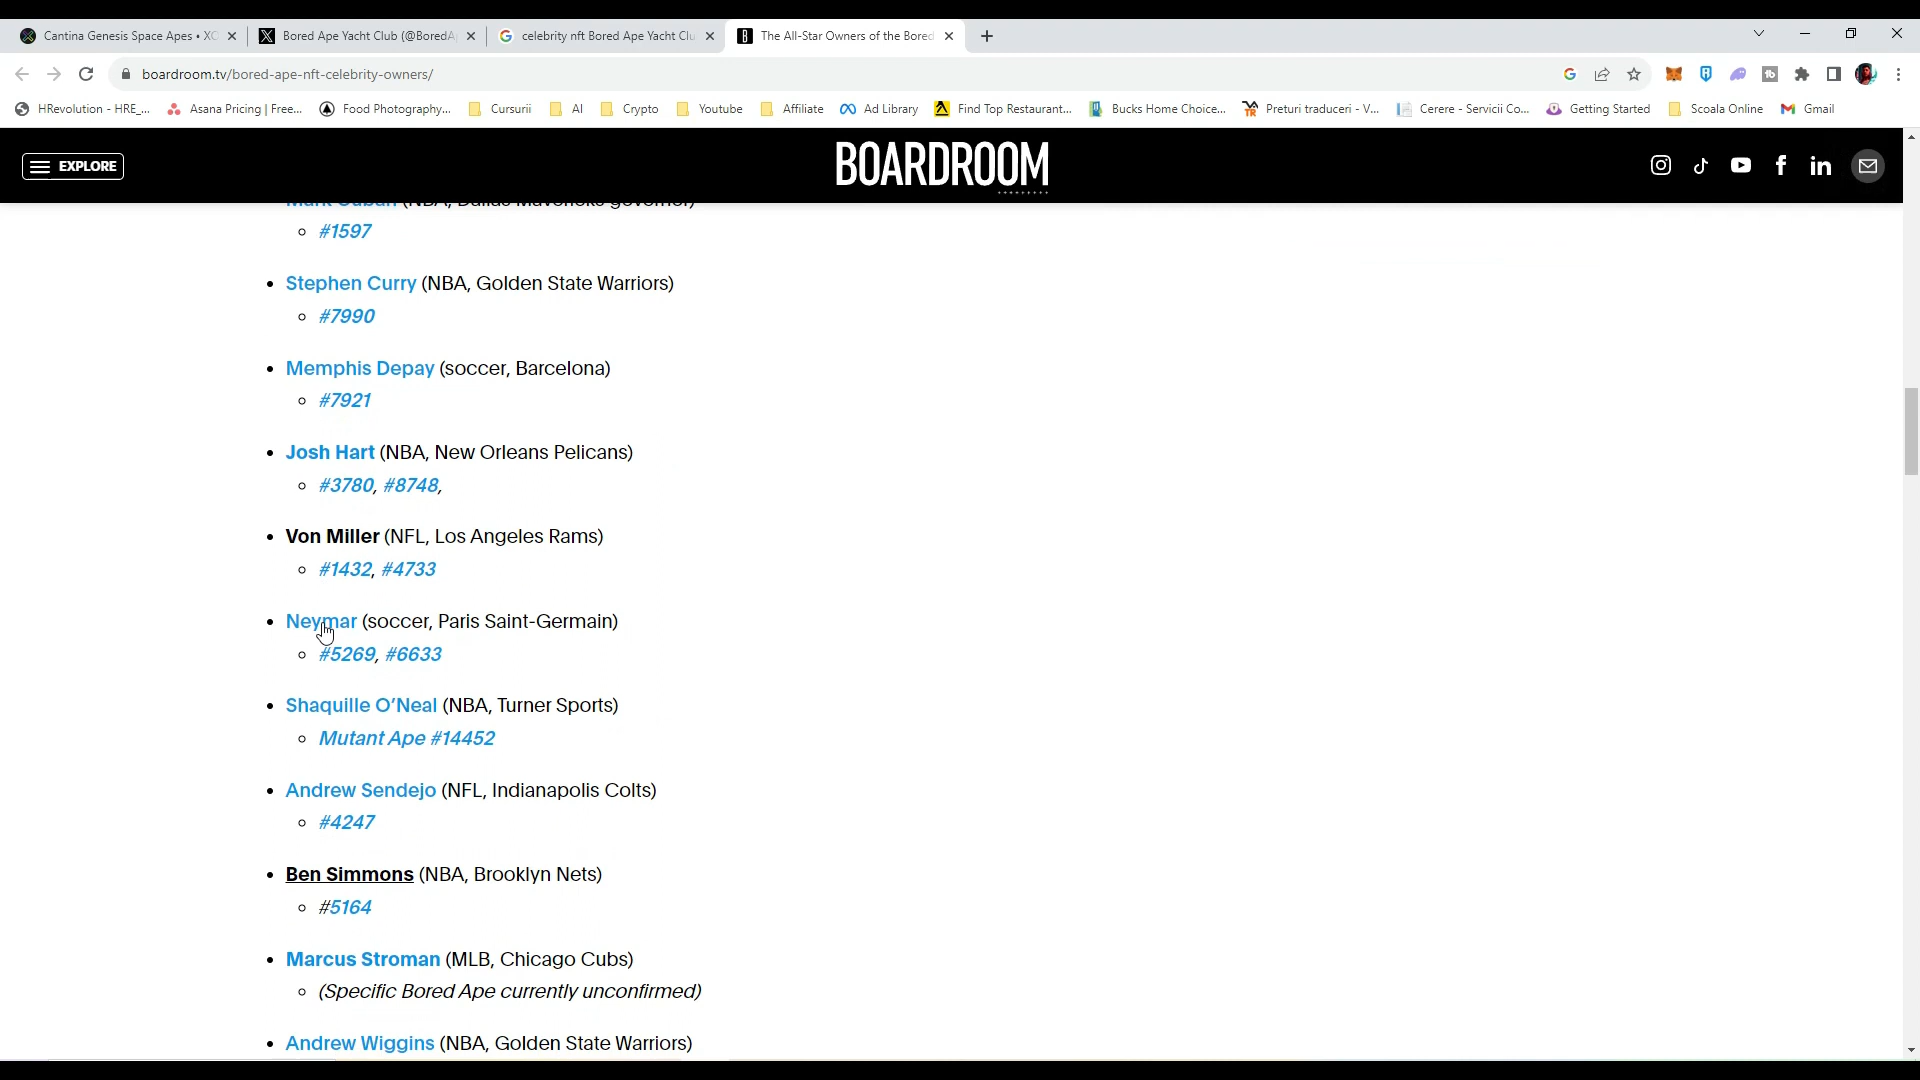 Cantina Genesis Space Apes • XC
Bored Ape Yacht Club (@BoredA
celebrity nft Bored Ape Yacht Clu
The All-Star Owners of the Bored
boardroom.tv/bored-ape-nft-celebrity-owners/
HRevolution - HRE_...
Asana Pricing | Free...
Food Photography...
Cursurii
AI
Crypto
Youtube
Affiliate
Ad Library
Find Top Restaurant...
Bucks Home Choice...
Preturi traduceri - V...
Cerere - Servicii Co...
Getting Started
Scoala Online
Gmail
EXPLORE
BOARDROOM
Mark Cuban (NBA, Dallas Mavericks governor)
#1597
Stephen Curry (NBA, Golden State Warriors)
#7990
Memphis Depay (soccer, Barcelona)
#7921
Josh Hart (NBA, New Orleans Pelicans)
#3780, #8748,
Von Miller (NFL, Los Angeles Rams)
#1432, #4733
Neymar (soccer, Paris Saint-Germain)
#5269, #6633
Shaquille O’Neal (NBA, Turner Sports)
Mutant Ape #14452
Andrew Sendejo (NFL, Indianapolis Colts)
#4247
Ben Simmons (NBA, Brooklyn Nets)
#5164
Marcus Stroman (MLB, Chicago Cubs)
(Specific Bored Ape currently unconfirmed)
Andrew Wiggins (NBA, Golden State Warriors)